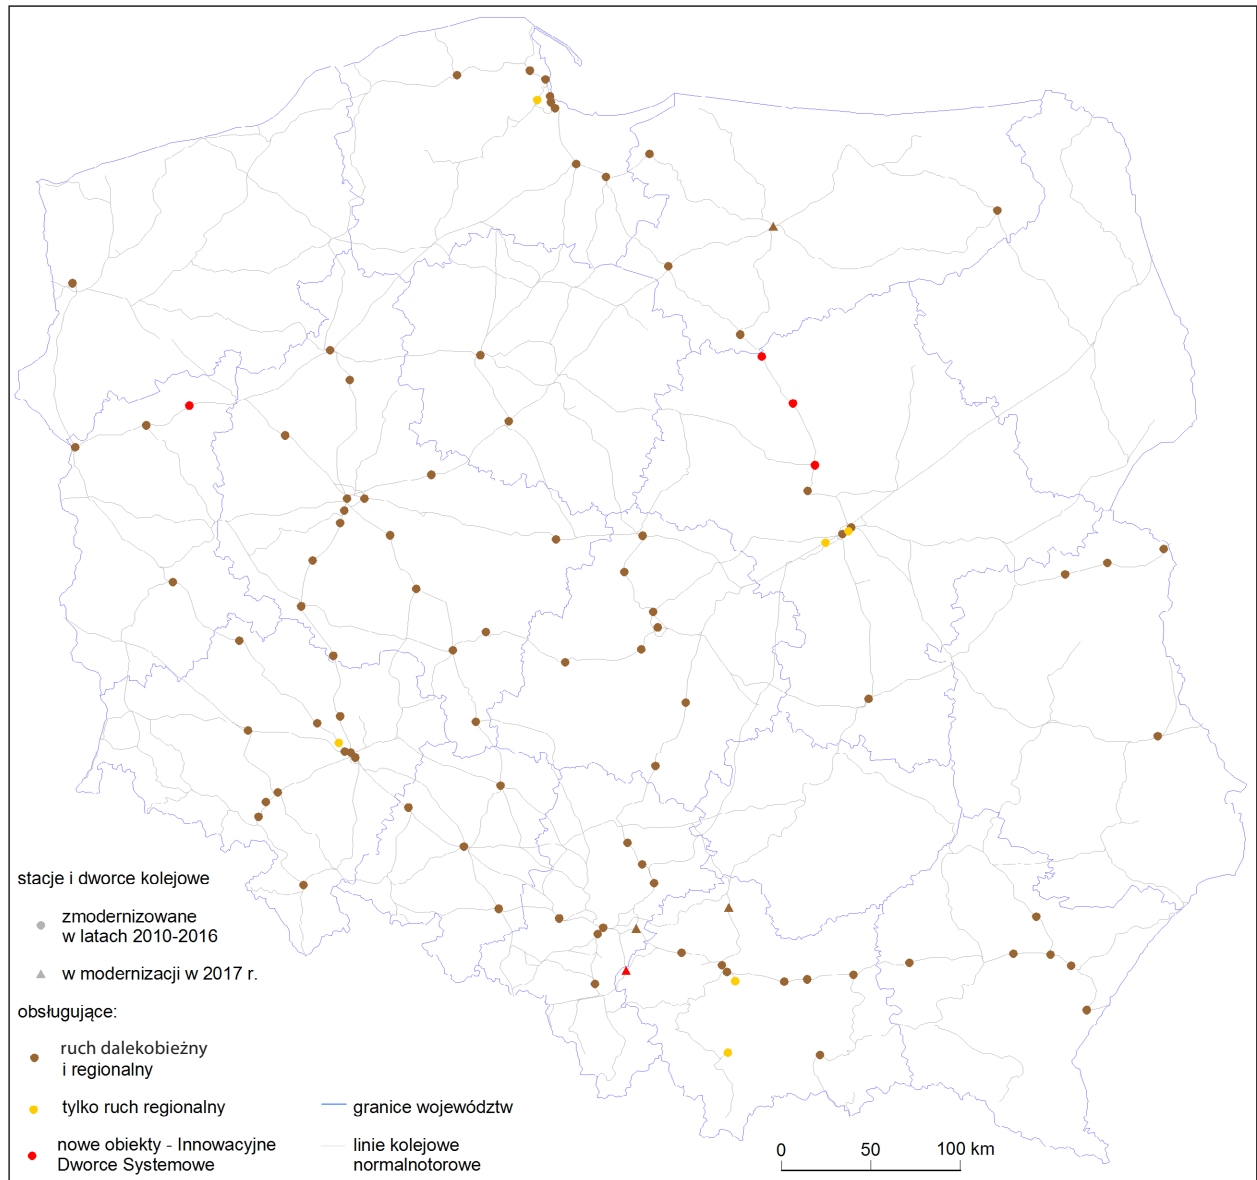 stacje i dworce kolejowe
zmodernizowane
w latach 2010-2016
w modernizacji w 2017 r.
obsługujące:
ruch dalekobieżny
i regionalny
tylko ruch regionalny
nowe obiekty - Innowacyjne
Dworce Systemowe
granice województw
linie kolejowe
normalnotorowe
0 50 100 km